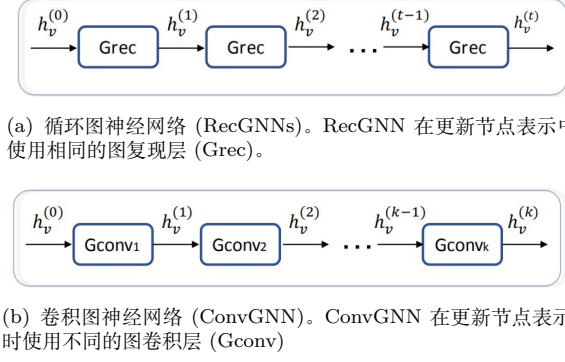 h_v^{(0)} Grec h_v^{(1)} Grec h_v^{(2)} ... h_v^{(t−1)} Grec h_v^{(t)}
(a) 循环图神经网络 (RecGNNs)。RecGNN 在更新节点表示中
使用相同的图复现层 (Grec)。
h_v^{(0)} Gconv₁ h_v^{(1)} Gconv₂ h_v^{(2)} ... h_v^{(k−1)} Gconvₖ h_v^{(k)}
(b) 卷积图神经网络 (ConvGNN)。ConvGNN 在更新节点表示
时使用不同的图卷积层 (Gconv)